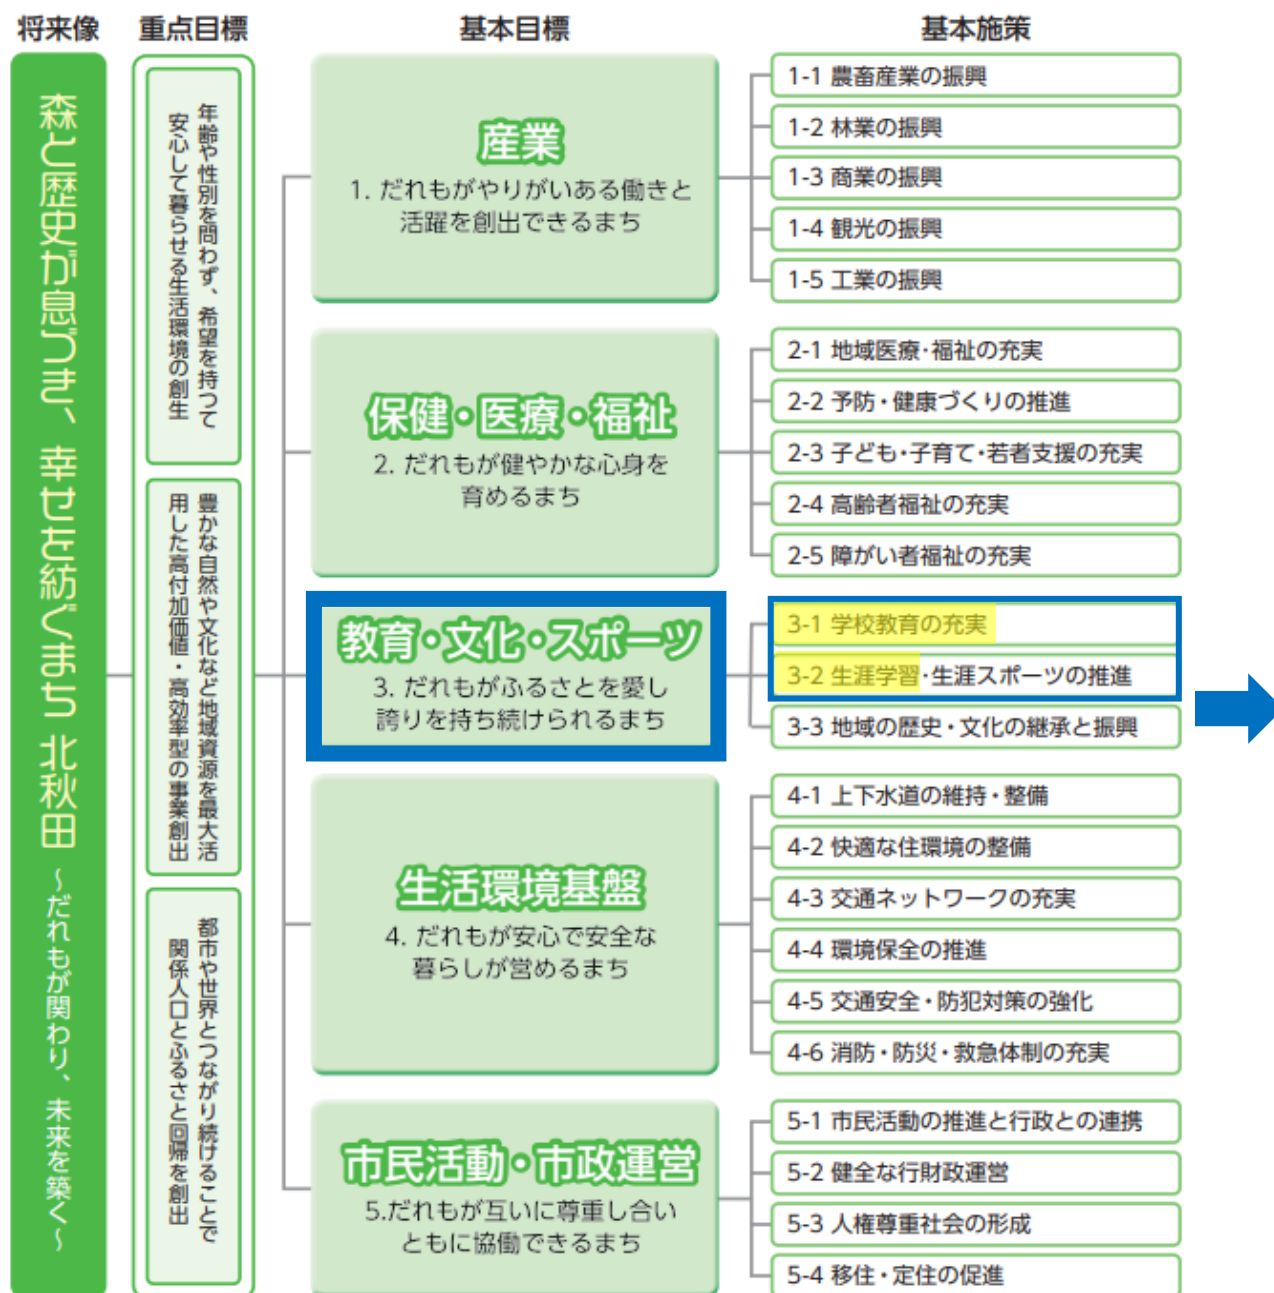 将来像
重点目標
基本目標
基本施策
森と歴史が息づき、幸せを紡ぐまち 北秋田
～だれもが関わり、未来を築く～
年齢や性別を問わず、希望を持って
安心して暮らせる生活環境の創生
豊かな自然や文化など地域資源を最大活
用した高付加価値・高効率型の事業創出
都市や世界とつながり続けることで
関係人口とふるさと回帰を創出
産業
1. だれもがやりがいある働きと
活躍を創出できるまち
1-1 農畜産業の振興
1-2 林業の振興
1-3 商業の振興
1-4 観光の振興
1-5 工業の振興
保健・医療・福祉
2. だれもが健やかな心身を
育めるまち
2-1 地域医療・福祉の充実
2-2 予防・健康づくりの推進
2-3 子ども・子育て・若者支援の充実
2-4 高齢者福祉の充実
2-5 障がい者福祉の充実
教育・文化・スポーツ
3. だれもがふるさとを愛し
誇りを持ち続けられるまち
3-1 学校教育の充実
3-2 生涯学習・生涯スポーツの推進
3-3 地域の歴史・文化の継承と振興
生活環境基盤
4. だれもが安心で安全な
暮らしが営めるまち
4-1 上下水道の維持・整備
4-2 快適な住環境の整備
4-3 交通ネットワークの充実
4-4 環境保全の推進
4-5 交通安全・防犯対策の強化
4-6 消防・防災・救急体制の充実
市民活動・市政運営
5.だれもが互いに尊重し合い
ともに協働できるまち
5-1 市民活動の推進と行政との連携
5-2 健全な行財政運営
5-3 人権尊重社会の形成
5-4 移住・定住の促進